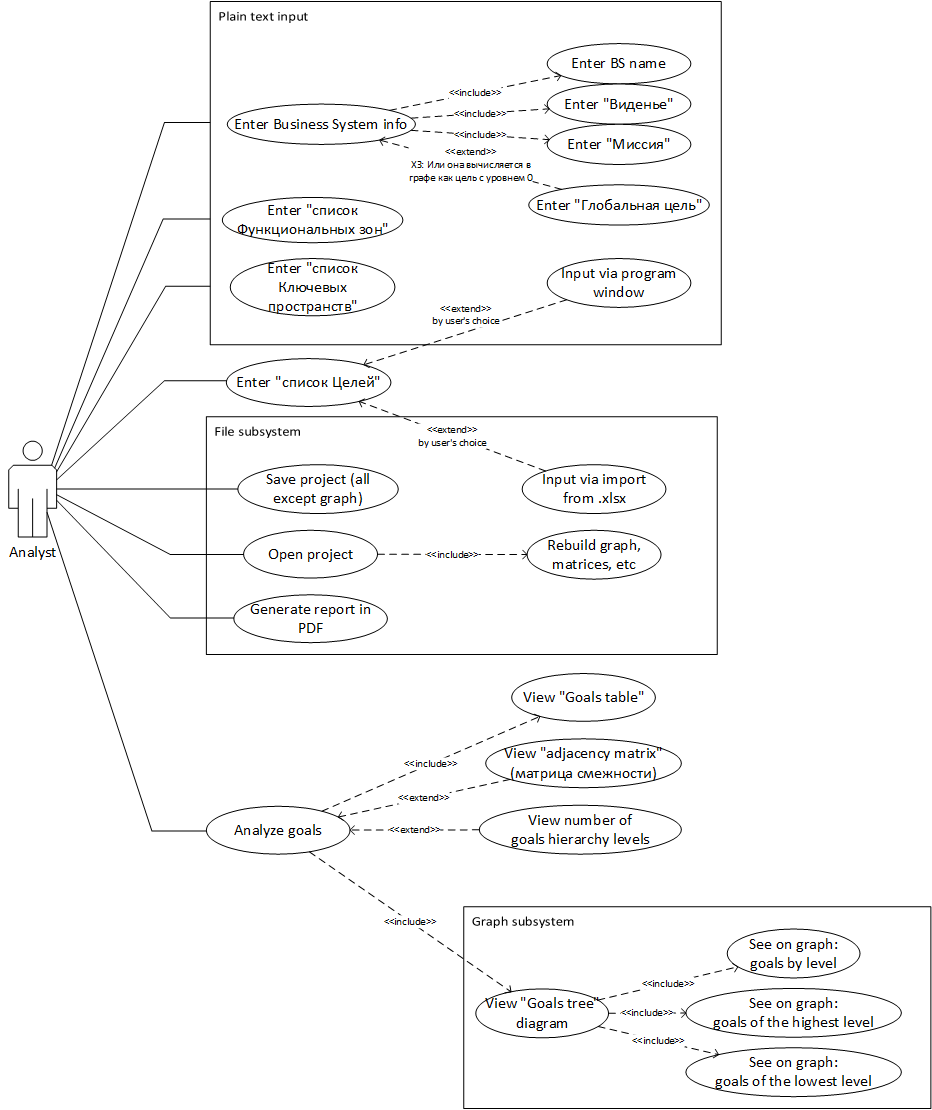 Plain text input
Enter BS name
<<include>>
Enter "Виденье"
<<include>>
Enter Business System info
<<include>>
Enter "Миссия"
<<extend>>
ХЗ: Или она вычисляется в
графе как цель с уровнем 0
Enter "Глобальная цель"
Enter "список
Функциональных зон"
Enter "список
Ключевых
пространств"
Input via program
window
<<extend>>
by user's choice
Enter "список Целей"
File subsystem
<<extend>>
by user's choice
Save project (all
except graph)
Input via import
from .xlsx
Analyst
Open project
<<include>>
Rebuild graph,
matrices, etc
Generate report in
PDF
View "Goals table"
<<include>>
View "adjacency matrix"
(матрица смежности)
<<extend>>
Analyze goals
<<extend>>
View number of
goals hierarchy levels
<<include>>
Graph subsystem
See on graph:
goals by level
<<include>>
View "Goals tree"
diagram
<<include>>
See on graph:
goals of the highest level
<<include>>
See on graph:
goals of the lowest level